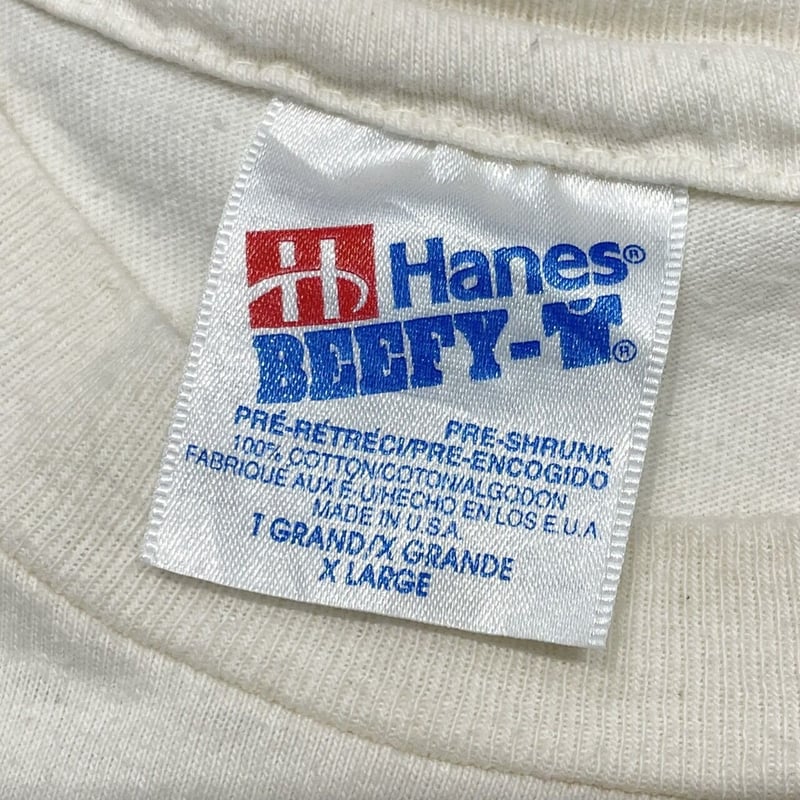 H Hanes®
BEEFY-T®
PRE-SHRUNK
PRÉ-RÉTRÉCI/PRE-ENCOGIDO
100% COTTON/COTON/ALGODON
FABRIQUÉ AUX E.U/HECHO EN LOS E.U.A
MADE IN U.S.A.
T GRAND/X GRANDE
X LARGE